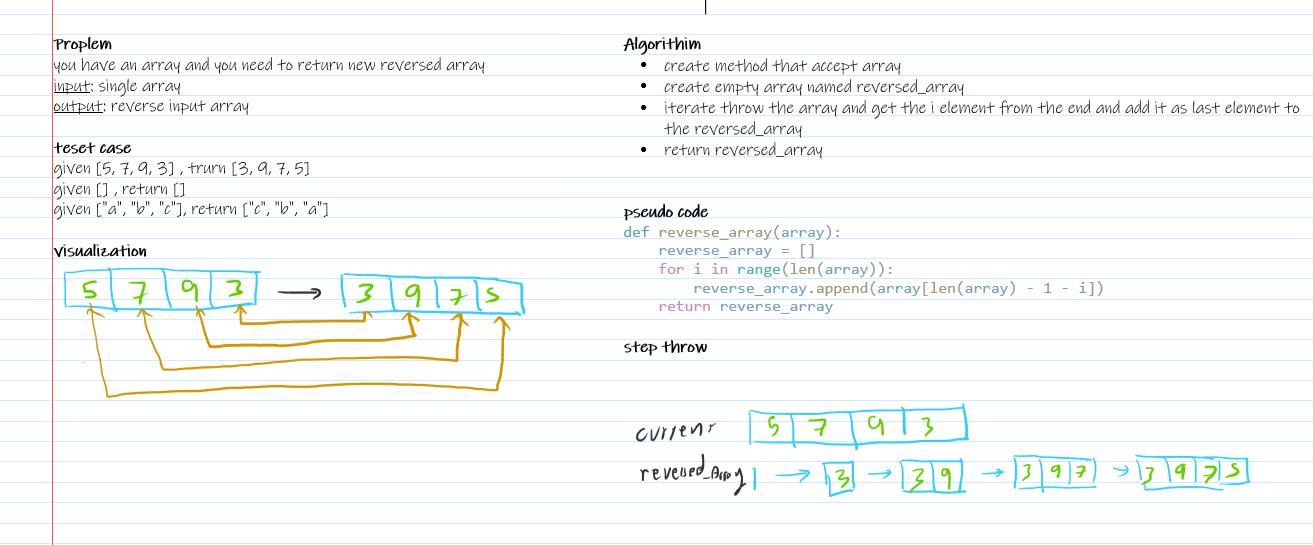 Proplem
you have an array and you need to return new reversed array
input: single array
output: reverse input array
teset case
given [5, 7, 9, 3] , trurn [3, 9, 7, 5]
given [] , return []
given ["a", "b", "c"], return ["c", "b", "a"]
visualization
5 7 9 3 → 3 9 7 5
Algorithim
• create method that accept array
• create empty array named reversed_array
• iterate throw the array and get the i element from the end and add it as last element to
the reversed_array
• return reversed_array
pseudo code
def reverse_array(array):
    reverse_array = []
    for i in range(len(array)):
        reverse_array.append(array[len(array) - 1 - i])
    return reverse_array
step throw
current 5 7 9 3
reversed_Array → 3 → 3 9 → 3 9 7 → 3 9 7 5